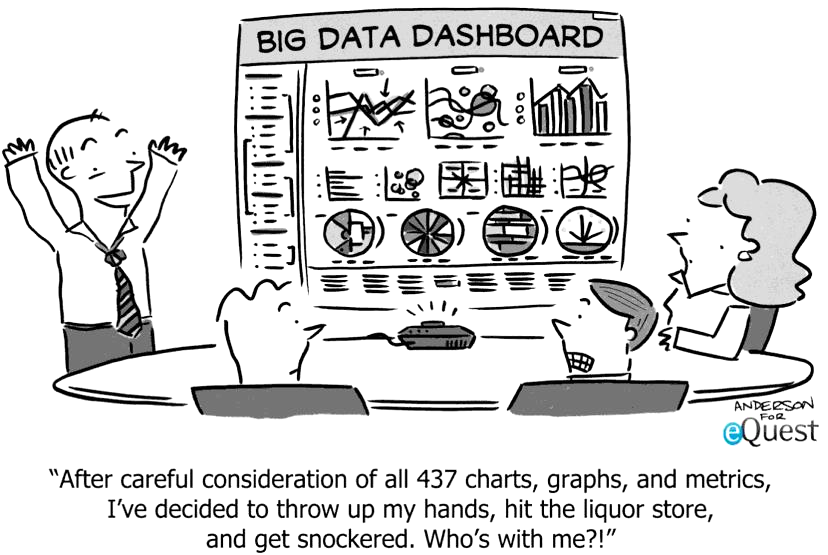 BIG DATA DASHBOARD
ANDERSON
FOR
eQuest
“After careful consideration of all 437 charts, graphs, and metrics,
I’ve decided to throw up my hands, hit the liquor store,
and get snockered. Who’s with me?!”